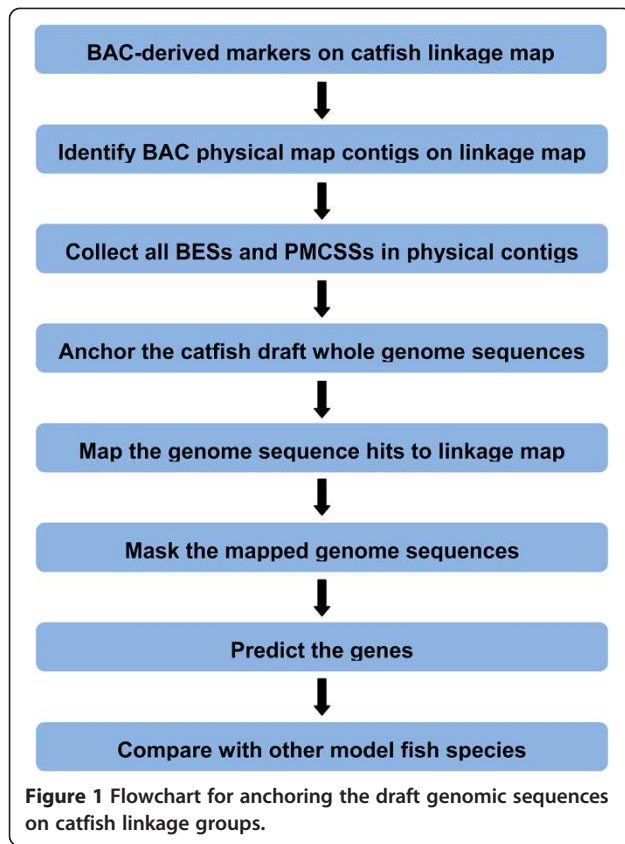 BAC-derived markers on catfish linkage map
Identify BAC physical map contigs on linkage map
Collect all BESs and PMCSSs in physical contigs
Anchor the catfish draft whole genome sequences
Map the genome sequence hits to linkage map
Mask the mapped genome sequences
Predict the genes
Compare with other model fish species
Figure 1 Flowchart for anchoring the draft genomic sequences
on catfish linkage groups.